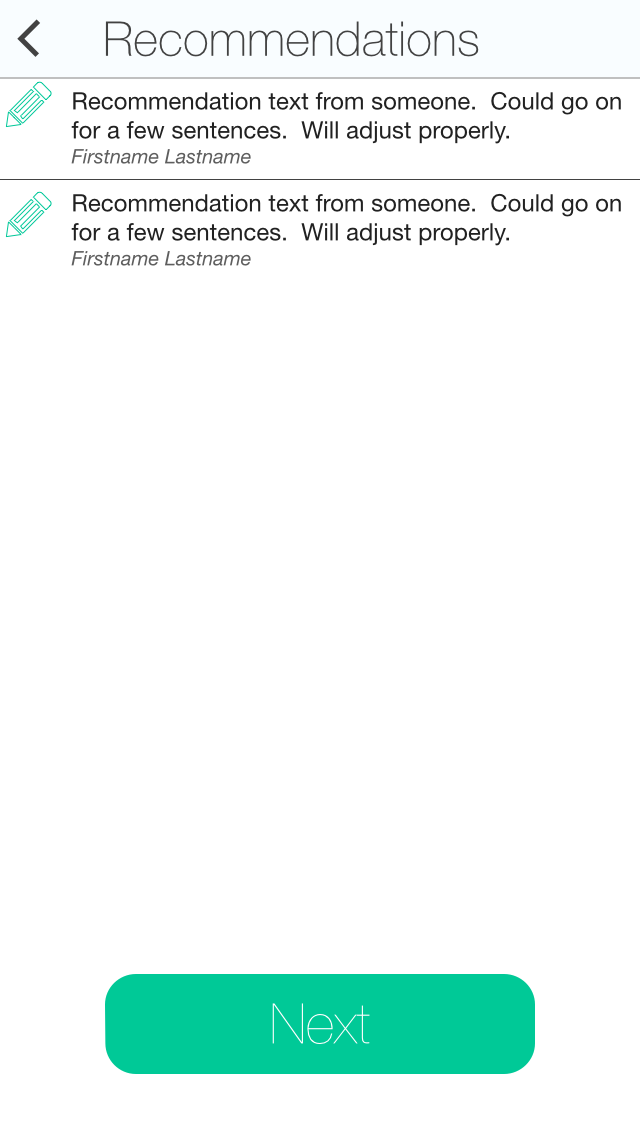 Recommendations
Recommendation text from someone.  Could go on
for a few sentences.  Will adjust properly.
Firstname Lastname
Recommendation text from someone.  Could go on
for a few sentences.  Will adjust properly.
Firstname Lastname
Next